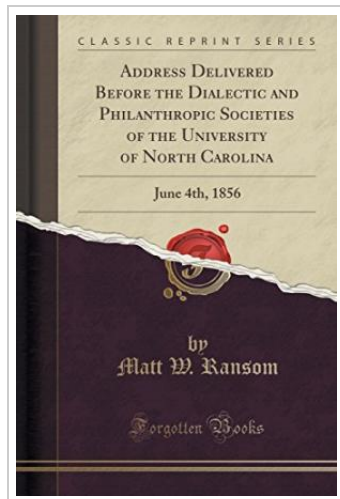 CLASSIC REPRINT SERIES
ADDRESS DELIVERED
BEFORE THE DIALECTIC AND
PHILANTHROPIC SOCIETIES
OF THE UNIVERSITY
OF NORTH CAROLINA
June 4th, 1856
by
Matt W. Ransom
Forgotten Books